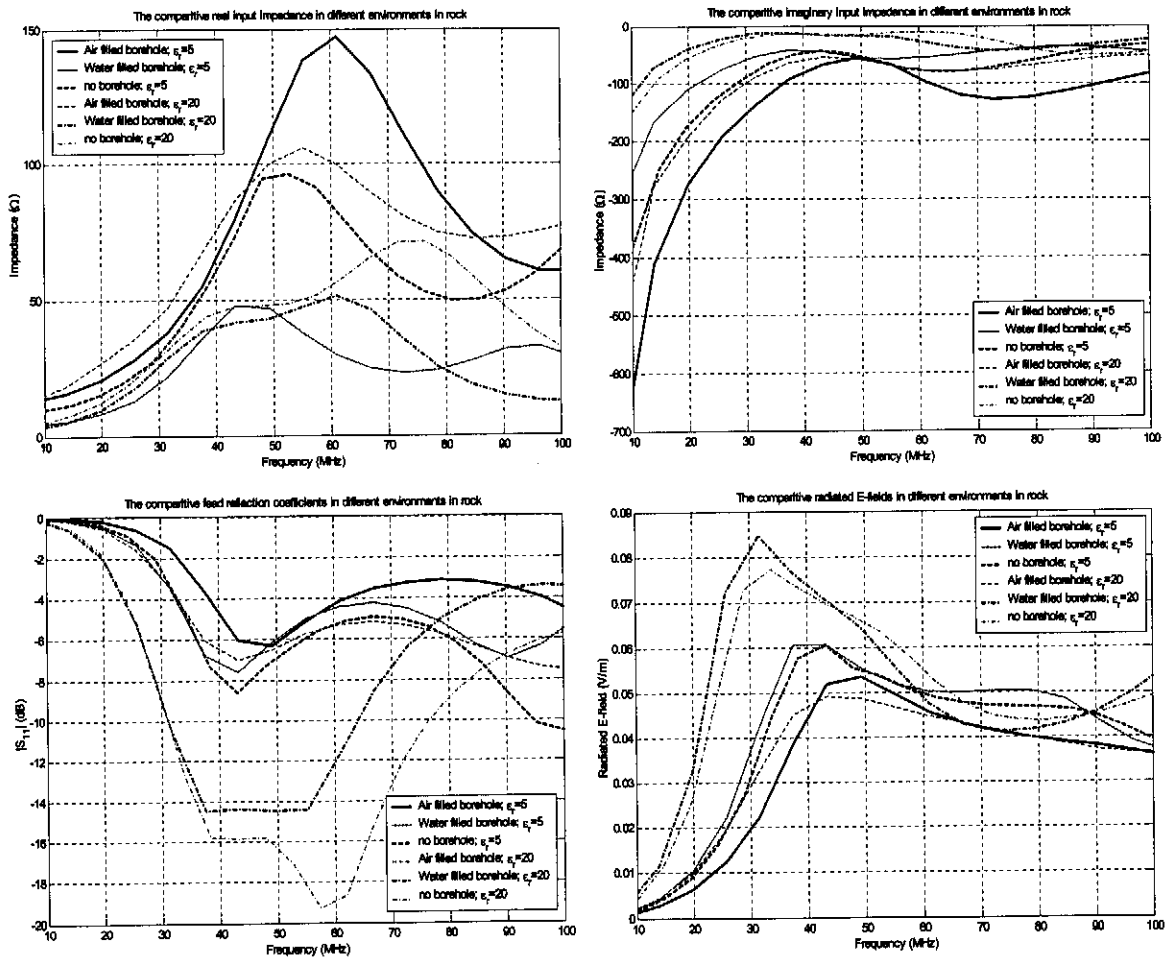 The comparitive real input Impedance in different environments in rock
150
100
50
0
Impedance (Ω)
Air filled borehole; εr=5
Water filled borehole; εr=5
no borehole; εr=5
Air filled borehole; εr=20
Water filled borehole; εr=20
no borehole; εr=20
10 20 30 40 50 60 70 80 90 100
Frequency (MHz)
The comparitive imaginery Input Impedance in different environments in rock
0
-100
-200
-300
-400
-500
-600
-700
Impedance (Ω)
Air filled borehole; εr=5
Water filled borehole; εr=5
no borehole; εr=5
Air filled borehole; εr=20
Water filled borehole; εr=20
no borehole; εr=20
10 20 30 40 50 60 70 80 90 100
Frequency (MHz)
The comparitive feed reflection coefficients in different environments in rock
0
-2
-4
-6
-8
-10
-12
-14
-16
-18
-20
|S11| (dB)
Air filled borehole; εr=5
Water filled borehole; εr=5
no borehole; εr=5
Air filled borehole; εr=20
Water filled borehole; εr=20
no borehole; εr=20
10 20 30 40 50 60 70 80 90 100
Frequency (MHz)
The comparitive radiated E-fields in different environments in rock
0.09
0.08
0.07
0.06
0.05
0.04
0.03
0.02
0.01
0
Radiated E-field (V/m)
Air filled borehole; εr=5
Water filled borehole; εr=5
no borehole; εr=5
Air filled borehole; εr=20
Water filled borehole; εr=20
no borehole; εr=20
10 20 30 40 50 60 70 80 90 100
Frequency (MHz)